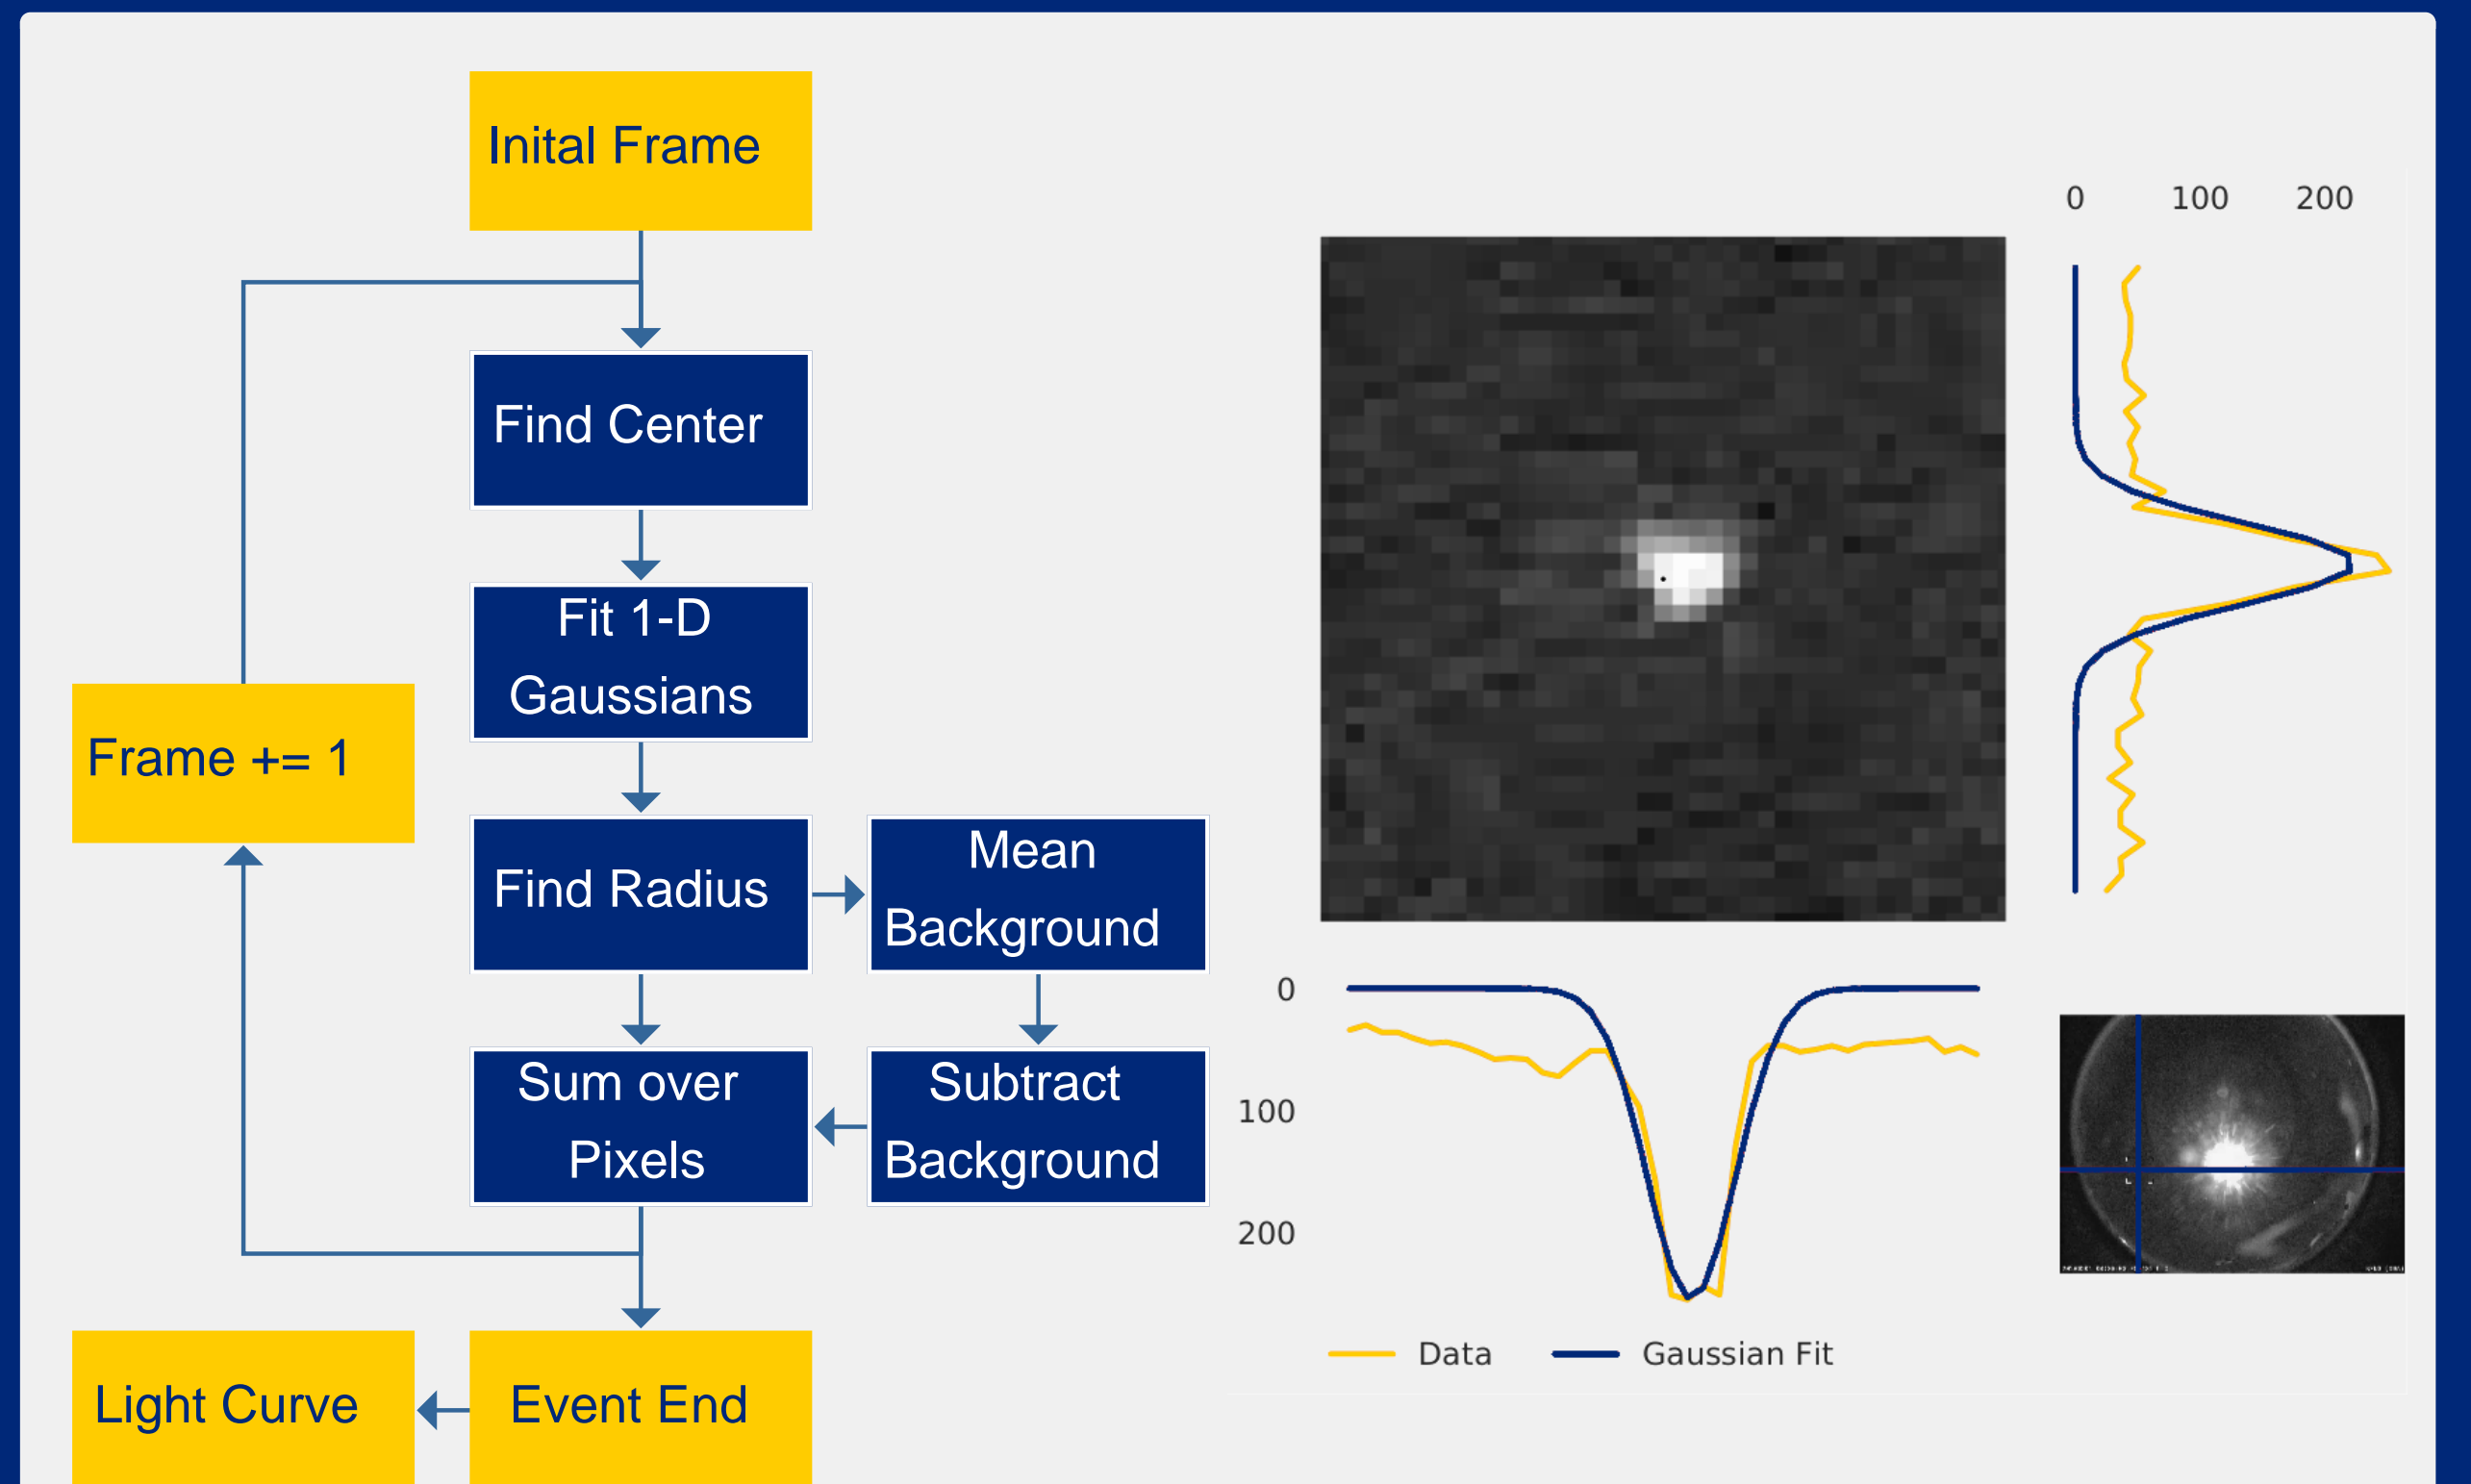 Inital Frame
Find Center
Fit 1-D
Gaussians
Frame += 1
Find Radius
Mean
Background
Sum over
Pixels
Subtract
Background
Light Curve
Event End
0 100 200
0
100
200
Data
Gaussian Fit